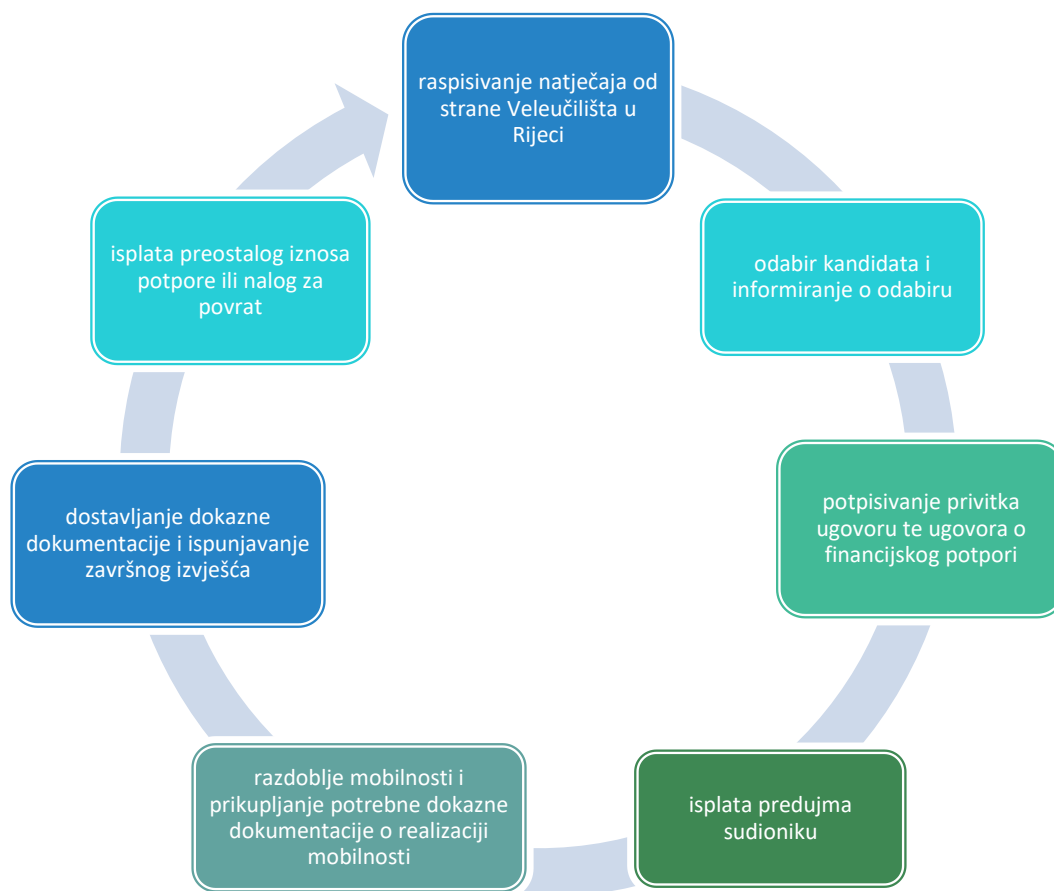 raspisivanje natječaja od
strane Veleučilišta u
Rijeci
odabir kandidata i
informiranje o odabiru
potpisivanje privitka
ugovoru te ugovora o
financijskog potpori
isplata predujma
sudioniku
razdoblje mobilnosti i
prikupljanje potrebne dokazne
dokumentacije o realizaciji
mobilnosti
dostavljanje dokazne
dokumentacije i ispunjavanje
završnog izvješća
isplata preostalog iznosa
potpore ili nalog za
povrat